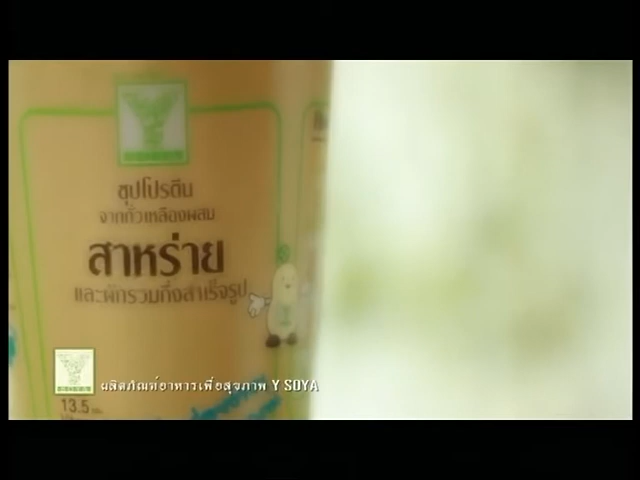 ซุปโปรตีน
จากถั่วเหลืองผสม
สาหร่าย
และผักรวมกึ่งสำเร็จรูป
ผลิตภัณฑ์อาหารเพื่อสุขภาพ Y SOYA
13.5